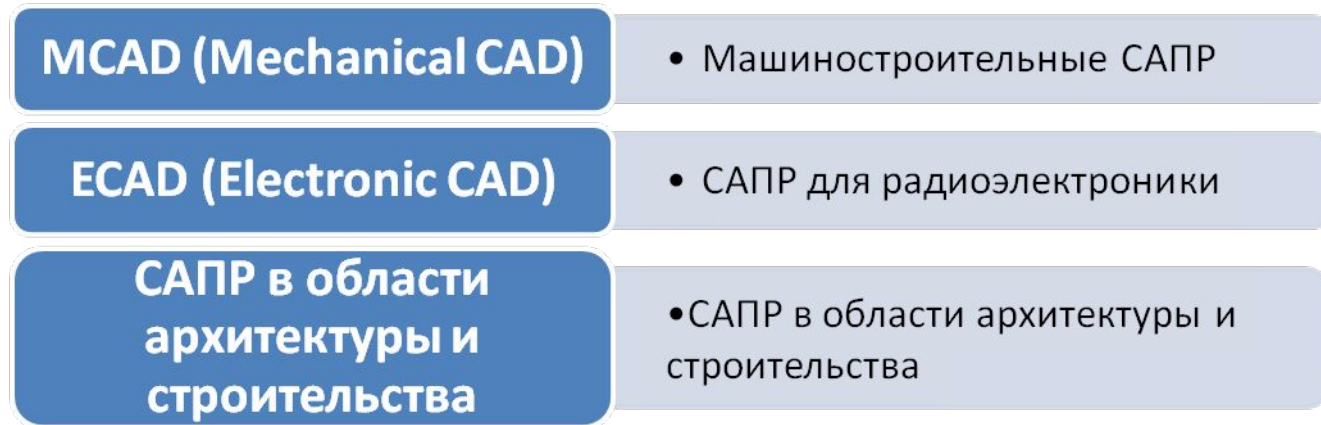 MCAD (Mechanical CAD)
• Машиностроительные САПР
ECAD (Electronic CAD)
• САПР для радиоэлектроники
САПР в области
архитектуры и
строительства
•САПР в области архитектуры и
строительства